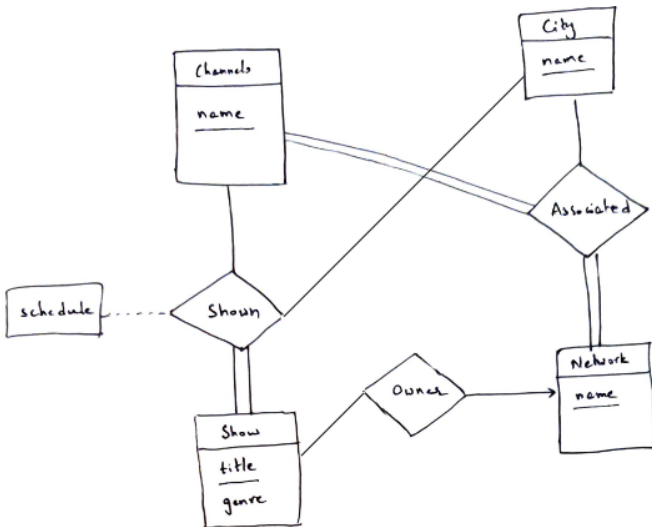 City
name
Channels
name
Associated
schedule
Shown
Network
name
Owner
Show
title
genre